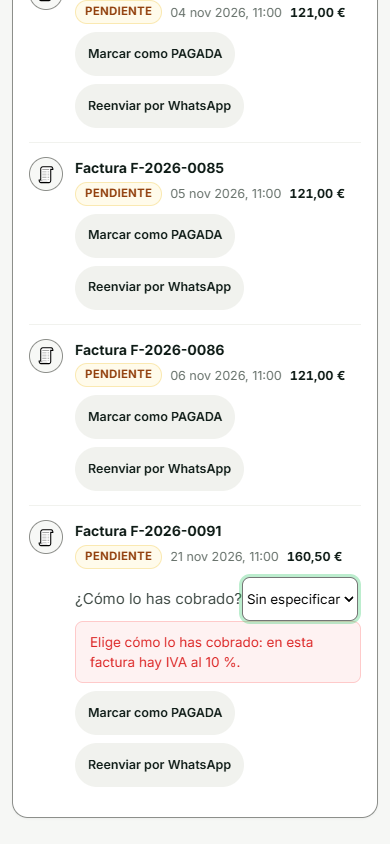 PENDIENTE 04 nov 2026, 11:00 121,00 €
Marcar como PAGADA
Reenviar por WhatsApp
Factura F-2026-0085
PENDIENTE 05 nov 2026, 11:00 121,00 €
Marcar como PAGADA
Reenviar por WhatsApp
Factura F-2026-0086
PENDIENTE 06 nov 2026, 11:00 121,00 €
Marcar como PAGADA
Reenviar por WhatsApp
Factura F-2026-0091
PENDIENTE 21 nov 2026, 11:00 160,50 €
¿Cómo lo has cobrado? Sin especificar
Elige cómo lo has cobrado: en esta
factura hay IVA al 10 %.
Marcar como PAGADA
Reenviar por WhatsApp